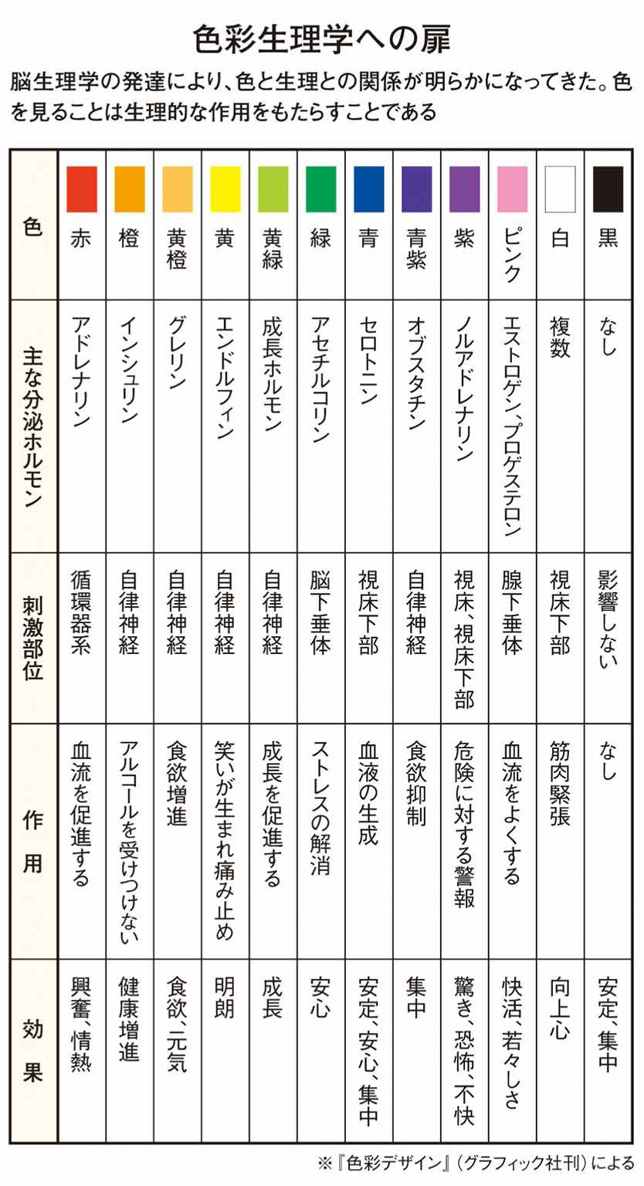 色彩生理学への扉
脳生理学の発達により、色と生理との関係が明らかになってきた。色
を見ることは生理的な作用をもたらすことである
色
赤
橙
黄橙
黄
黄緑
緑
青
青紫
紫
ピンク
白
黒
主な分泌ホルモン
アドレナリン
インシュリン
グレリン
エンドルフィン
成長ホルモン
アセチルコリン
セロトニン
オブスタチン
ノルアドレナリン
エストロゲン、プロゲステロン
複数
なし
刺激部位
循環器系
自律神経
自律神経
自律神経
自律神経
脳下垂体
視床下部
自律神経
視床、視床下部
腺下垂体
視床下部
影響しない
作用
血流を促進する
アルコールを受けつけない
食欲増進
笑いが生まれ痛み止め
成長を促進する
ストレスの解消
血液の生成
食欲抑制
危険に対する警報
血流をよくする
筋肉緊張
なし
効果
興奮、情熱
健康増進
食欲、元気
明朗
成長
安心
安定、安心、集中
集中
驚き、恐怖、不快
快活、若々しさ
向上心
安定、集中
※『色彩デザイン』(グラフィック社刊)による